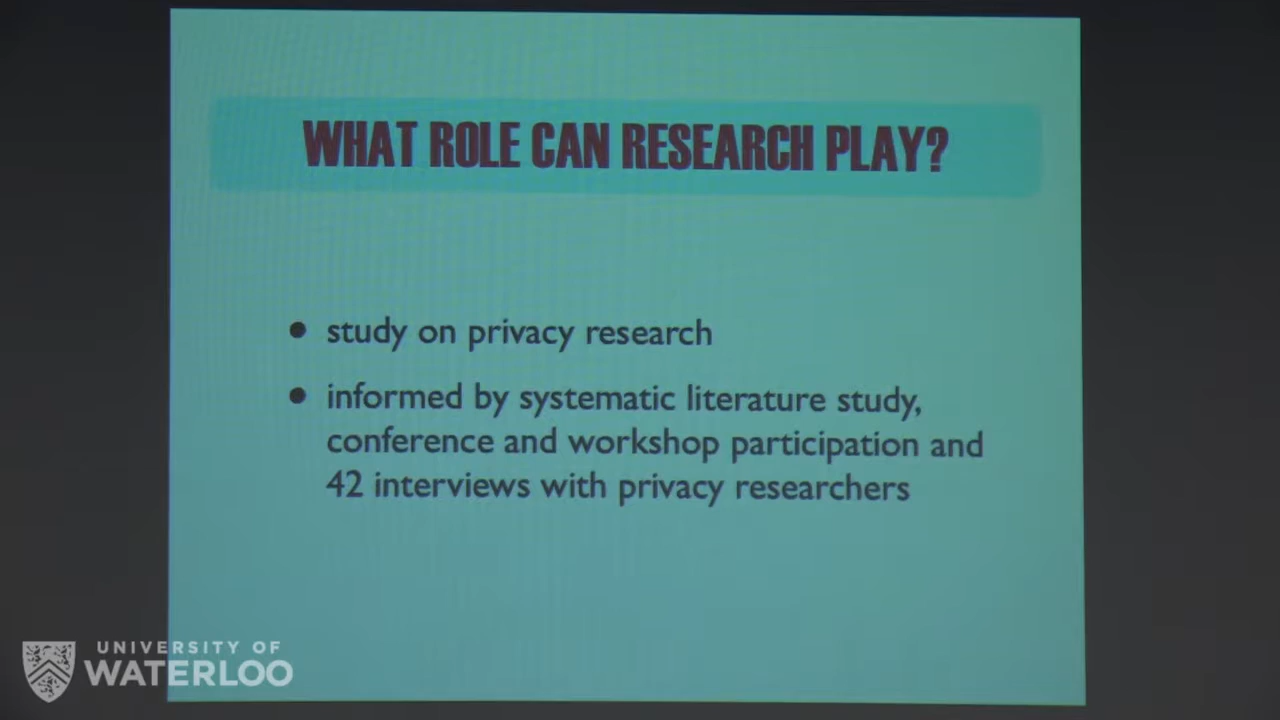 WHAT ROLE CAN RESEARCH PLAY?
• study on privacy research
• informed by systematic literature study,
conference and workshop participation and
42 interviews with privacy researchers
UNIVERSITY OF
WATERLOO